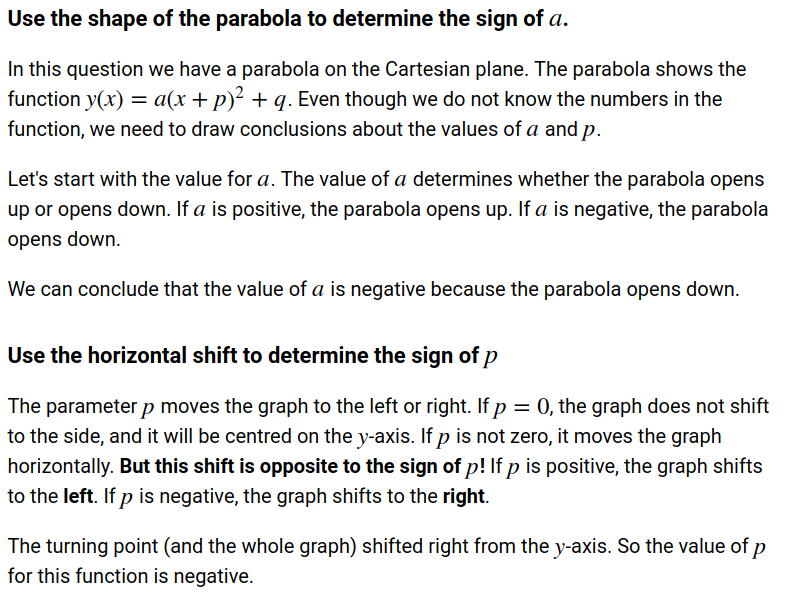 Use the shape of the parabola to determine the sign of a.
In this question we have a parabola on the Cartesian plane. The parabola shows the
function y(x) = a(x + p)² + q. Even though we do not know the numbers in the
function, we need to draw conclusions about the values of a and p.
Let's start with the value for a. The value of a determines whether the parabola opens
up or opens down. If a is positive, the parabola opens up. If a is negative, the parabola
opens down.
We can conclude that the value of a is negative because the parabola opens down.
Use the horizontal shift to determine the sign of p
The parameter p moves the graph to the left or right. If p = 0, the graph does not shift
to the side, and it will be centred on the y-axis. If p is not zero, it moves the graph
horizontally. But this shift is opposite to the sign of p! If p is positive, the graph shifts
to the left. If p is negative, the graph shifts to the right.
The turning point (and the whole graph) shifted right from the y-axis. So the value of p
for this function is negative.